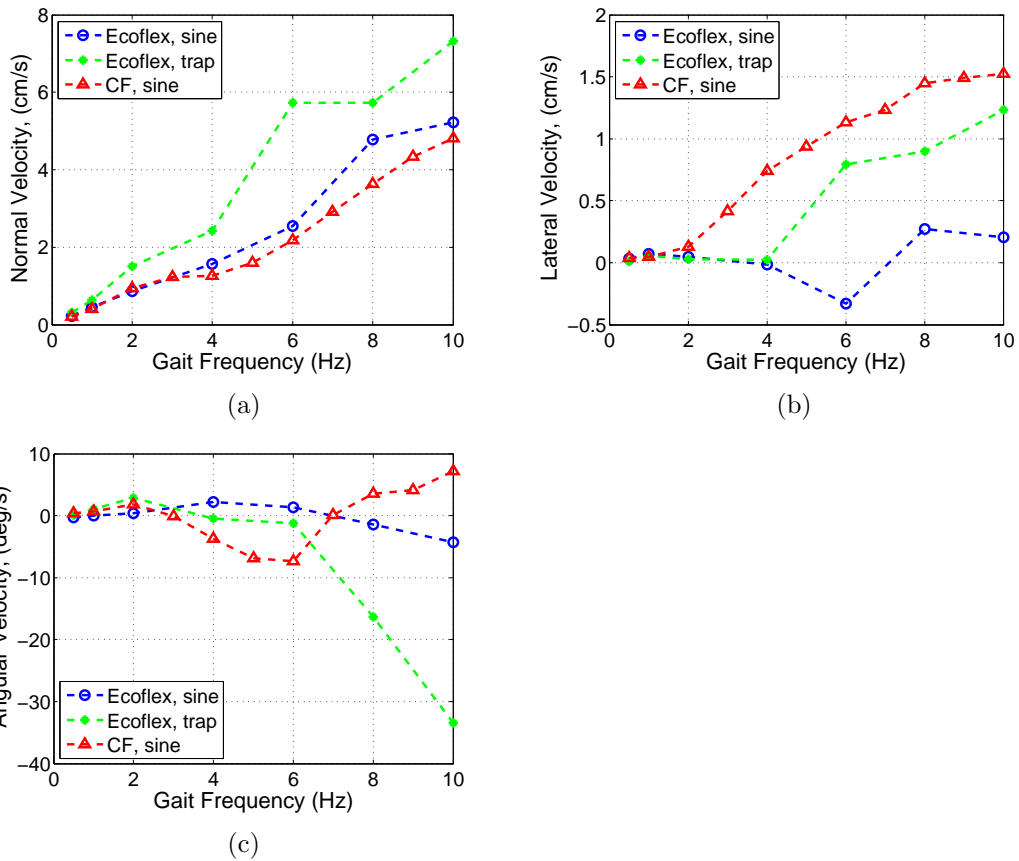 8
6
4
2
0
Normal Velocity, (cm/s)
Ecoflex, sine
Ecoflex, trap
CF, sine
0 2 4 6 8 10
Gait Frequency (Hz)
(a)
2
1.5
1
0.5
0
−0.5
Lateral Velocity, (cm/s)
Ecoflex, sine
Ecoflex, trap
CF, sine
0 2 4 6 8 10
Gait Frequency (Hz)
(b)
10
0
−10
−20
−30
−40
Angular Velocity, (deg/s)
Ecoflex, sine
Ecoflex, trap
CF, sine
0 2 4 6 8 10
Gait Frequency (Hz)
(c)